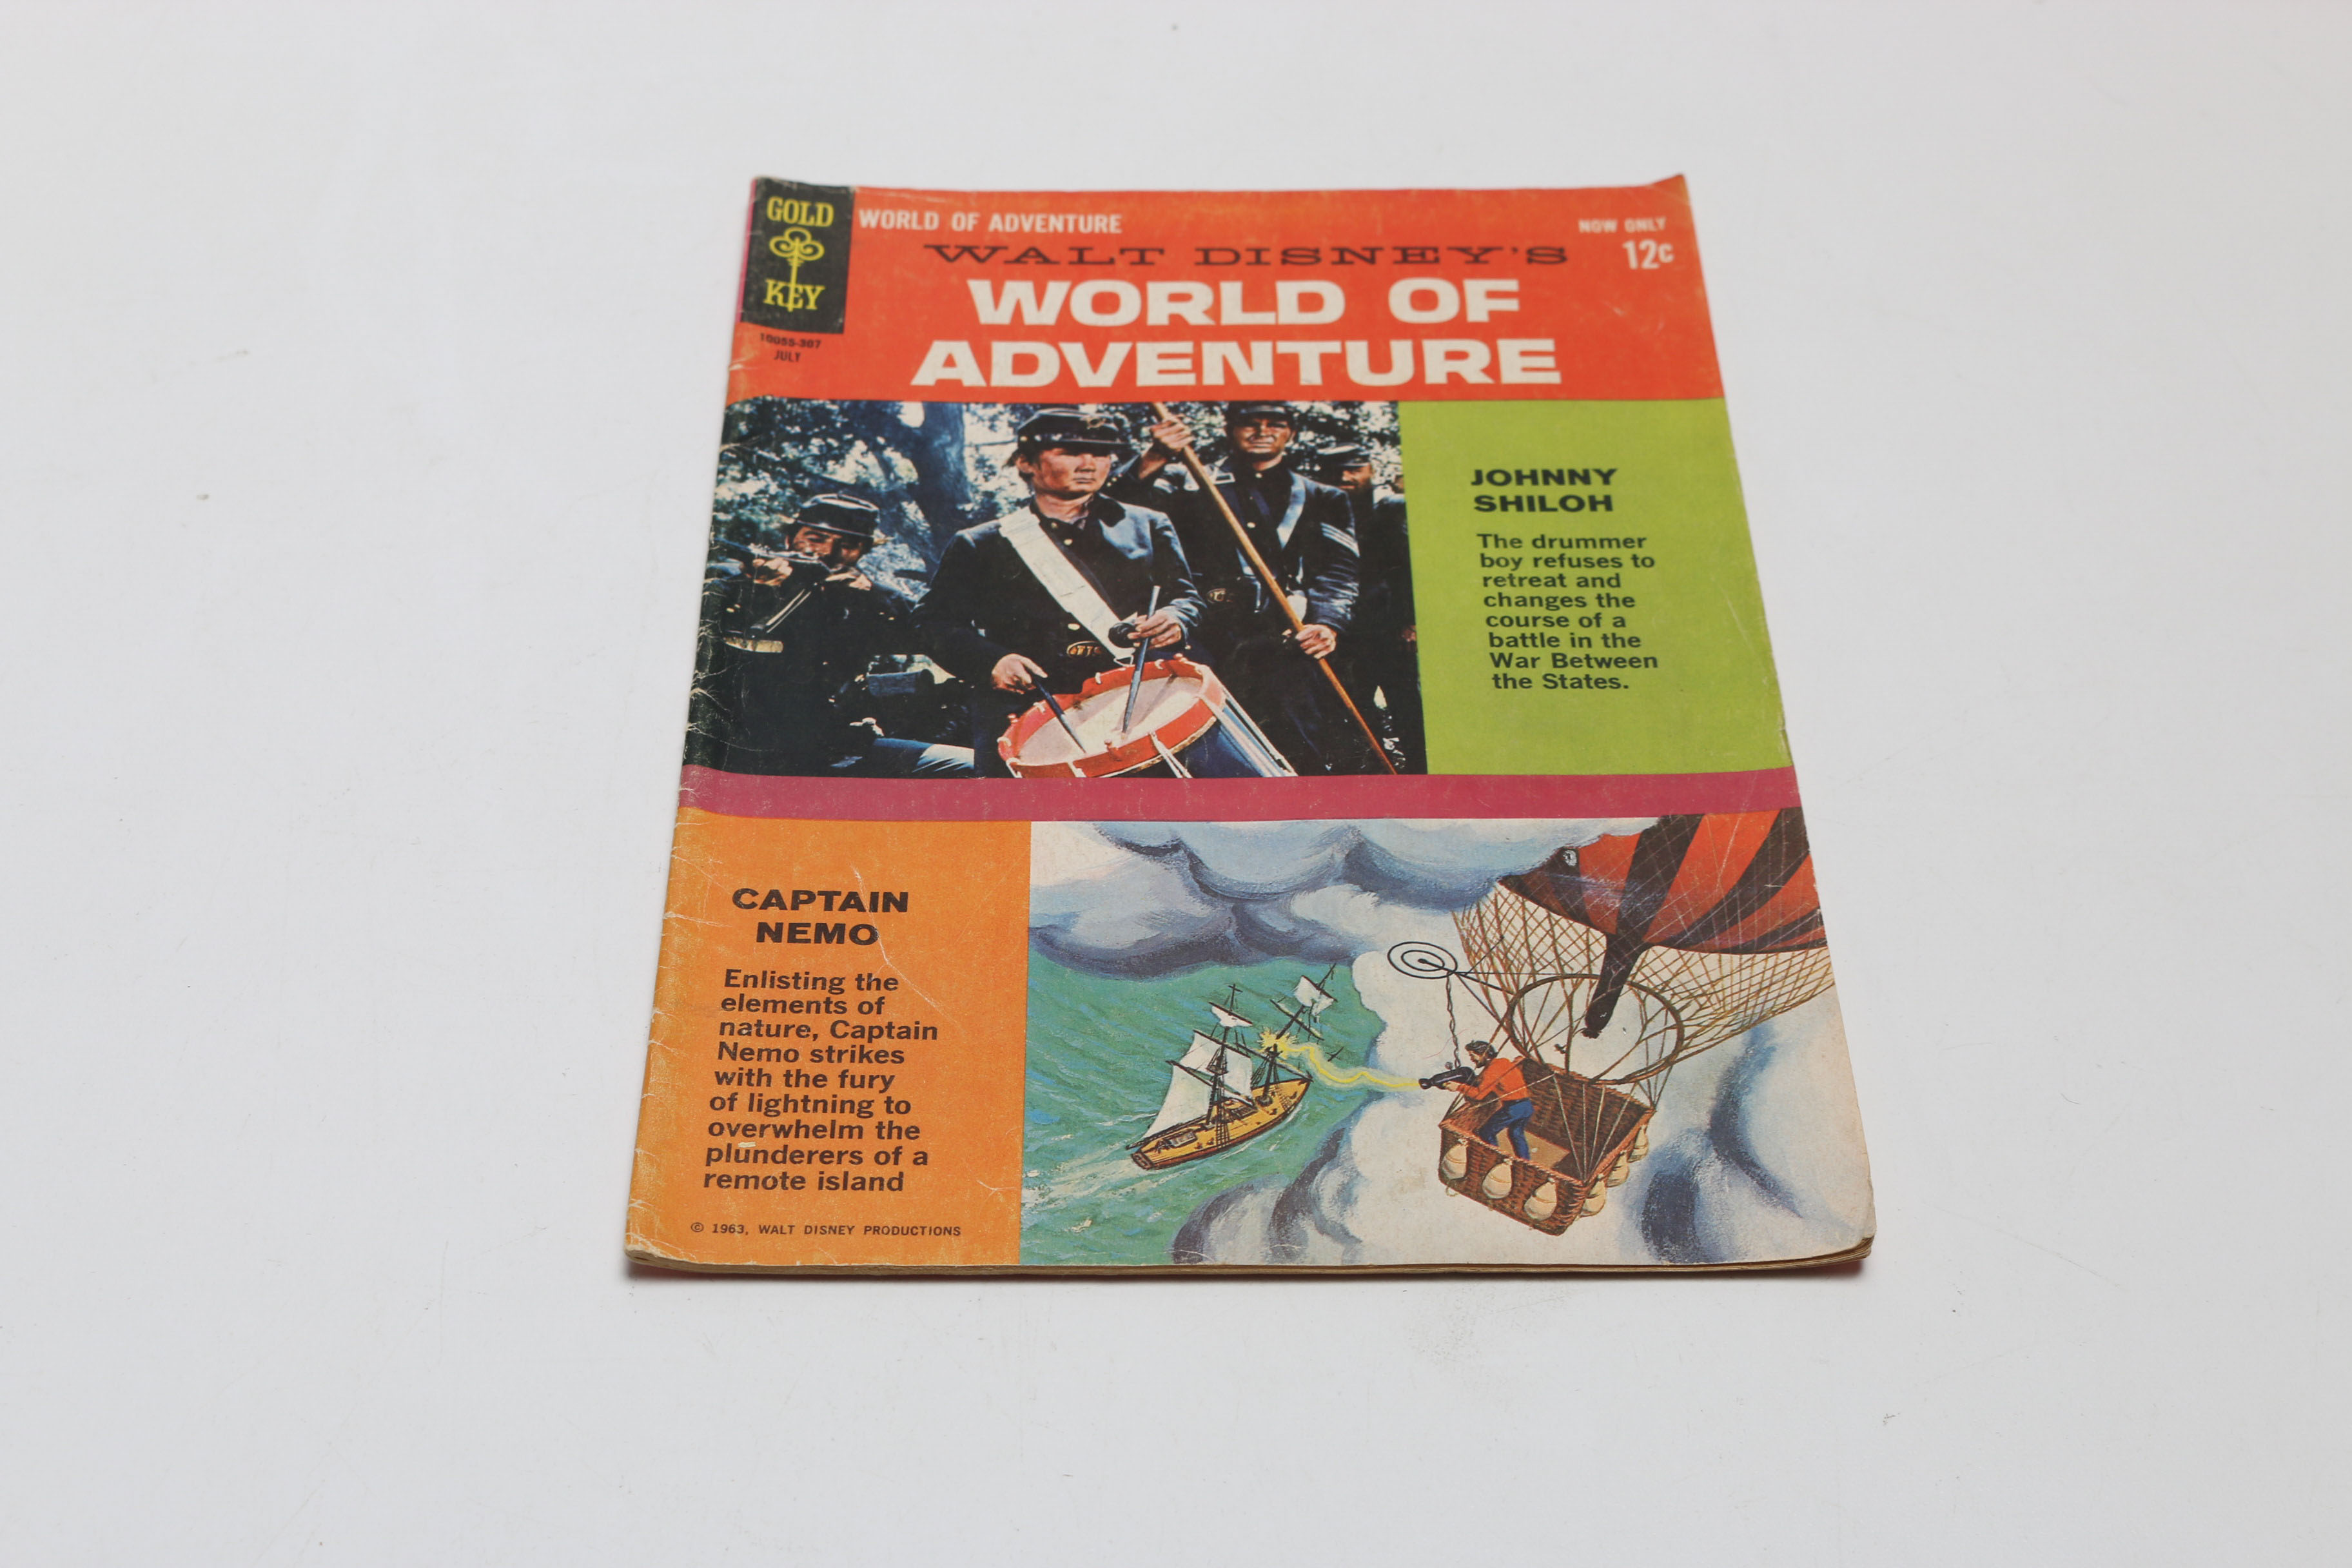 GOLD
KEY
WORLD OF ADVENTURE
NOW ONLY
12c
WALT DISNEY'S
WORLD OF
ADVENTURE
10055-307
JULY
JOHNNY
SHILOH
The drummer
boy refuses to
retreat and
changes the
course of a
battle in the
War Between
the States.
CAPTAIN
NEMO
Enlisting the
elements of
nature, Captain
Nemo strikes
with the fury
of lightning to
overwhelm the
plunderers of a
remote island
© 1963, WALT DISNEY PRODUCTIONS